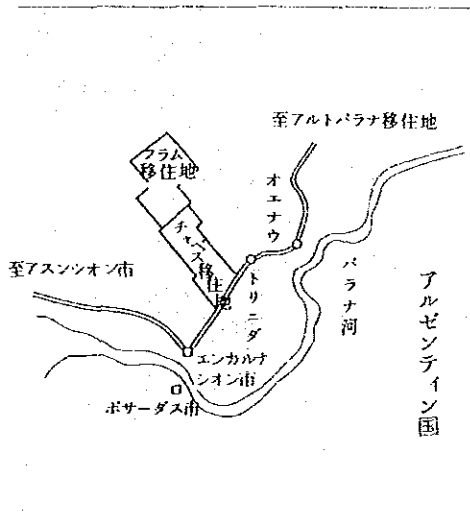 至アルトパラナ移住地
フラム
移住地
オエナウ
チャベス移住地
トリニダ
パラナ河
アルゼンティン国
至アスンシオン市
エンカルナ
シオン市
ポサーダス市